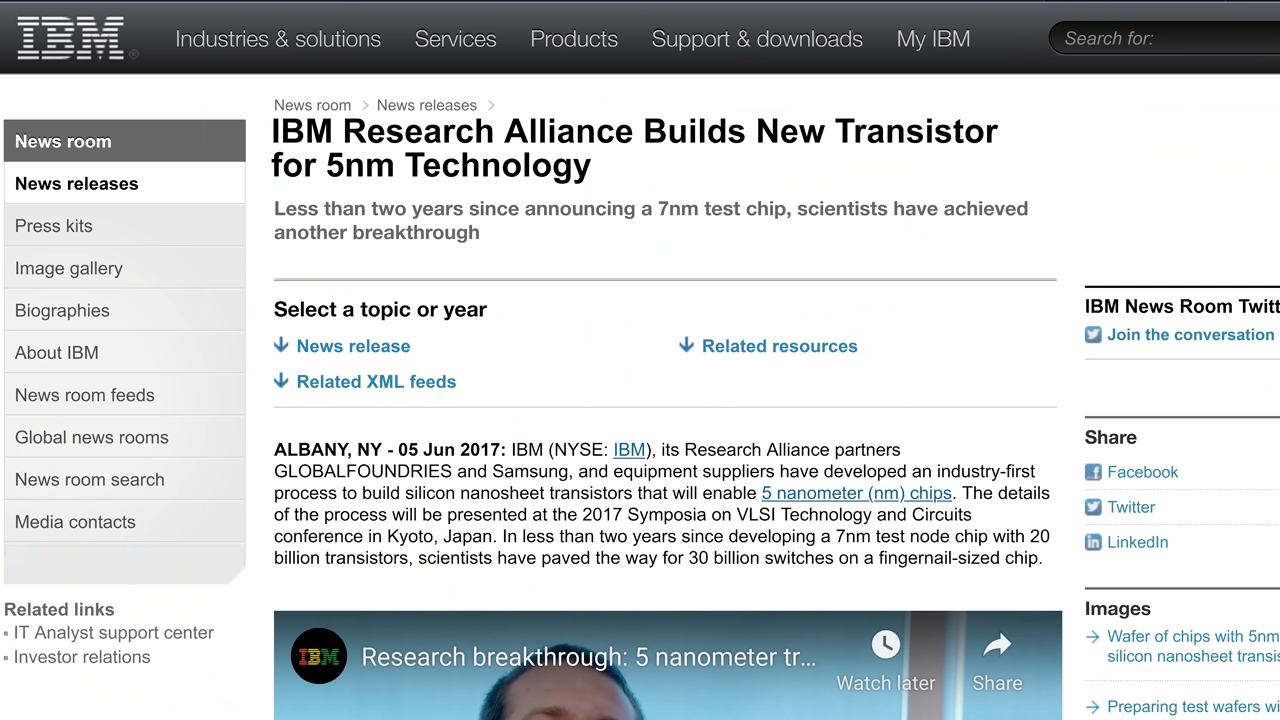 IBM ®
Industries & solutions Services Products Support & downloads My IBM Search for:
News room
News releases
Press kits
Image gallery
Biographies
About IBM
News room feeds
Global news rooms
News room search
Media contacts
Related links
IT Analyst support center
Investor relations
News room > News releases >
IBM Research Alliance Builds New Transistor
for 5nm Technology
Less than two years since announcing a 7nm test chip, scientists have achieved
another breakthrough
Select a topic or year
News release
Related resources
Related XML feeds
ALBANY, NY - 05 Jun 2017: IBM (NYSE: IBM), its Research Alliance partners
GLOBALFOUNDRIES and Samsung, and equipment suppliers have developed an industry-first
process to build silicon nanosheet transistors that will enable 5 nanometer (nm) chips. The details
of the process will be presented at the 2017 Symposia on VLSI Technology and Circuits
conference in Kyoto, Japan. In less than two years since developing a 7nm test node chip with 20
billion transistors, scientists have paved the way for 30 billion switches on a fingernail-sized chip.
IBM
Research breakthrough: 5 nanometer tr...
Watch later
Share
IBM News Room Twitt
Join the conversation
Share
Facebook
Twitter
LinkedIn
Images
Wafer of chips with 5nm
silicon nanosheet transis
Preparing test wafers wi